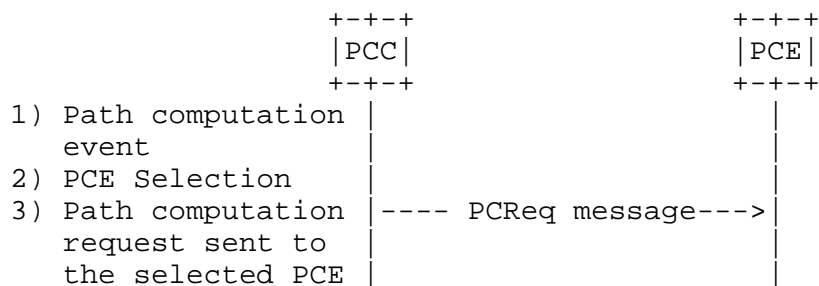 +-+-+                  +-+-+
|PCC|                  |PCE|
+-+-+                  +-+-+
1) Path computation |                    |
event            |                    |
2) PCE Selection    |                    |
3) Path computation |---- PCReq message--->|
request sent to  |                    |
the selected PCE |                    |